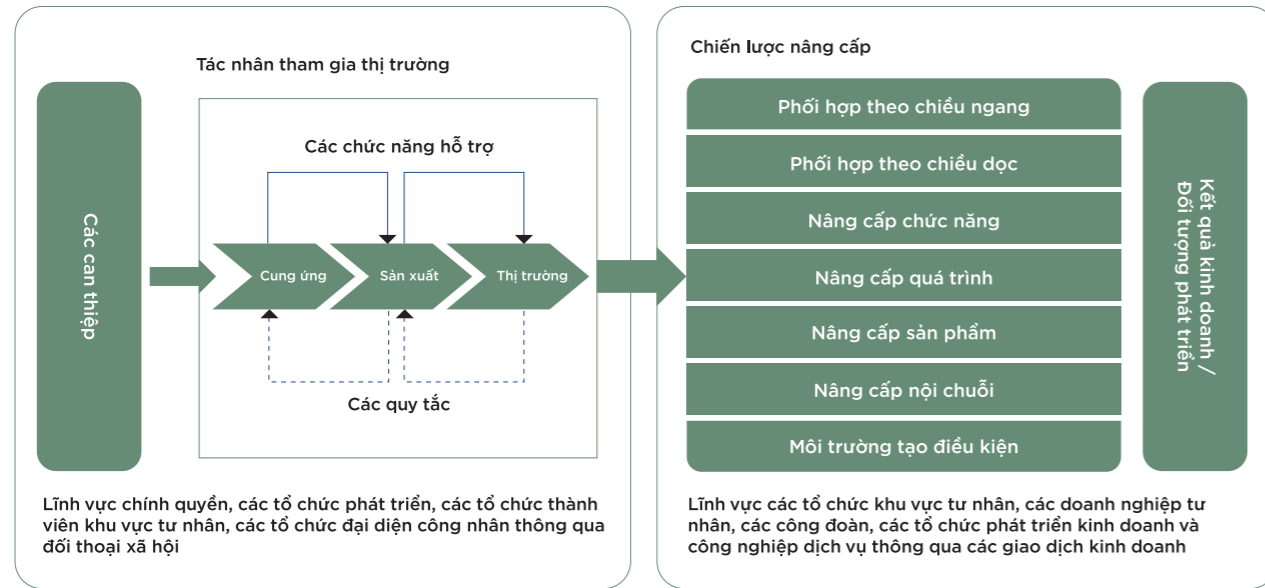 Tác nhân tham gia thị trường
Các can thiệp
Các chức năng hỗ trợ
Cung ứng
Sản xuất
Thị trường
Các quy tắc
Lĩnh vực chính quyền, các tổ chức phát triển, các tổ chức thành
viên khu vực tư nhân, các tổ chức đại diện công nhân thông qua
đối thoại xã hội
Chiến lược nâng cấp
Phối hợp theo chiều ngang
Phối hợp theo chiều dọc
Nâng cấp chức năng
Nâng cấp quá trình
Nâng cấp sản phẩm
Nâng cấp nội chuỗi
Môi trường tạo điều kiện
Kết quả kinh doanh /
Đối tượng phát triển
Lĩnh vực các tổ chức khu vực tư nhân, các doanh nghiệp tư
nhân, các công đoàn, các tổ chức phát triển kinh doanh và
công nghiệp dịch vụ thông qua các giao dịch kinh doanh